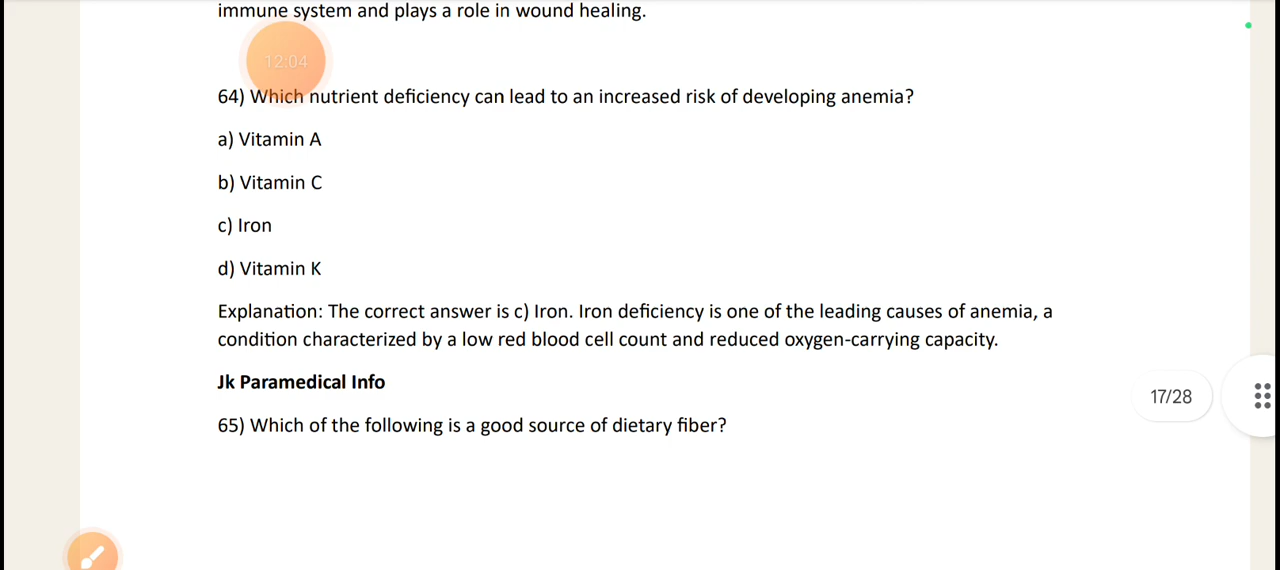 immune system and plays a role in wound healing.
12:04
64) Which nutrient deficiency can lead to an increased risk of developing anemia?
a) Vitamin A
b) Vitamin C
c) Iron
d) Vitamin K
Explanation: The correct answer is c) Iron. Iron deficiency is one of the leading causes of anemia, a
condition characterized by a low red blood cell count and reduced oxygen-carrying capacity.
Jk Paramedical Info
17/28
65) Which of the following is a good source of dietary fiber?